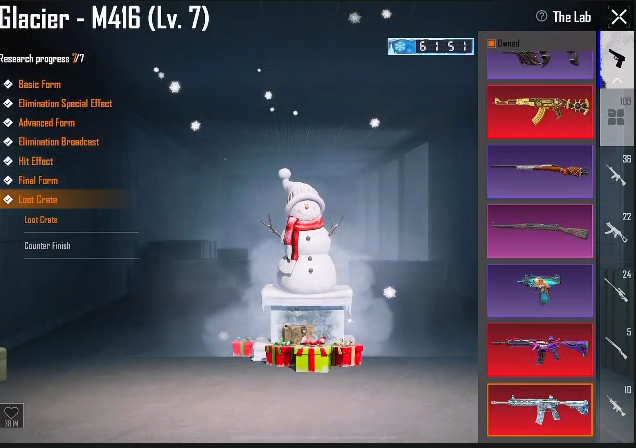 Glacier - M416 (Lv. 7)
The Lab
6151
Owned
Research progress 7/7
Basic Form
Elimination Special Effect
Advanced Form
Elimination Broadcast
Hit Effect
Final Form
Loot Crate
Loot Crate
Counter Finish
109
36
22
24
5
10